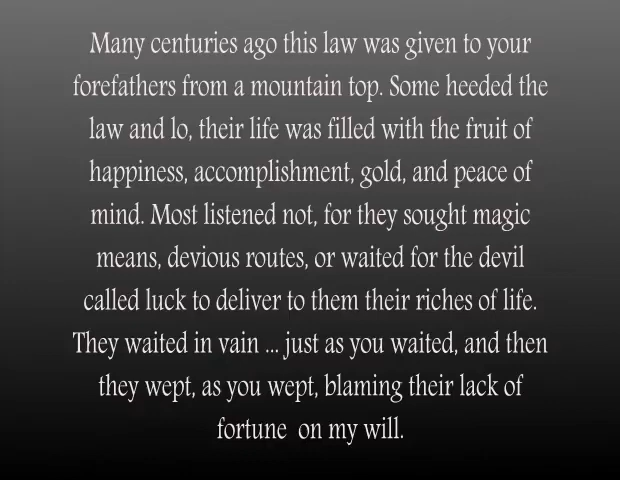 Many centuries ago this law was given to your
forefathers from a mountain top. Some heeded the
law and lo, their life was filled with the fruit of
happiness, accomplishment, gold, and peace of
mind. Most listened not, for they sought magic
means, devious routes, or waited for the devil
called luck to deliver to them their riches of life.
They waited in vain ... just as you waited, and then
they wept, as you wept, blaming their lack of
fortune  on my will.